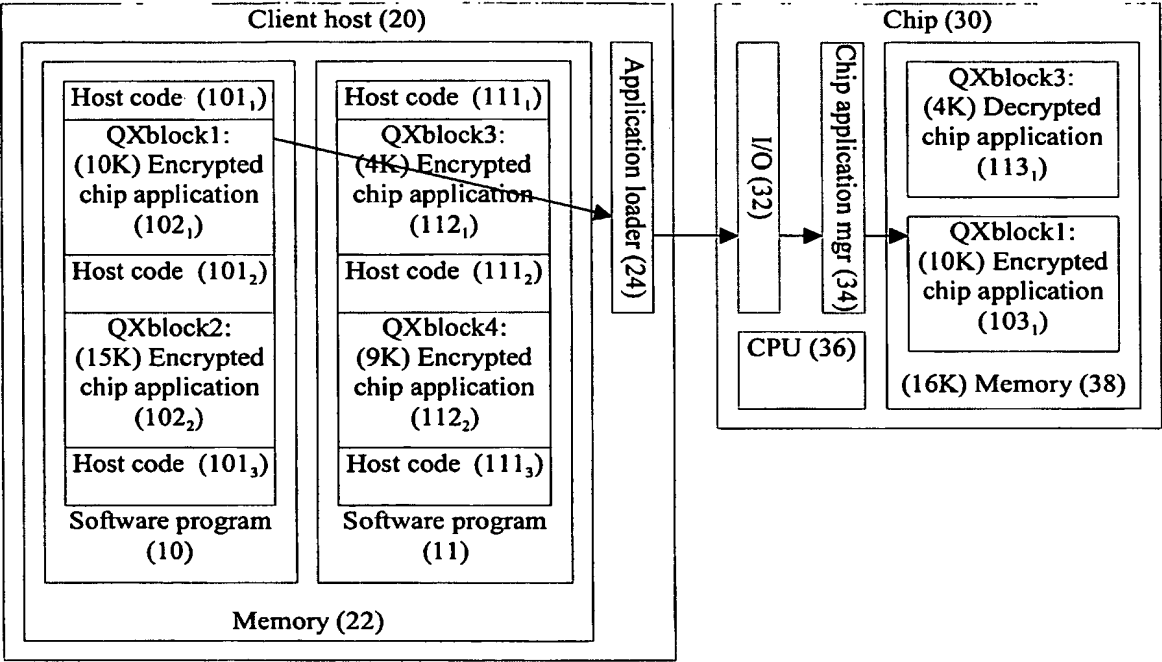 Client host (20)
Host code (101₁)
QXblock1:
(10K) Encrypted
chip application
(102₁)
Host code (101₂)
QXblock2:
(15K) Encrypted
chip application
(102₂)
Host code (101₃)
Software program
(10)
Host code (111₁)
QXblock3:
(4K) Encrypted
chip application
(112₁)
Host code (111₂)
QXblock4:
(9K) Encrypted
chip application
(112₂)
Host code (111₃)
Software program
(11)
Memory (22)
Application loader (24)
Chip (30)
I/O (32)
Chip application mgr (34)
CPU (36)
QXblock3:
(4K) Decrypted
chip application
(113₁)
QXblock1:
(10K) Encrypted
chip application
(103₁)
(16K) Memory (38)